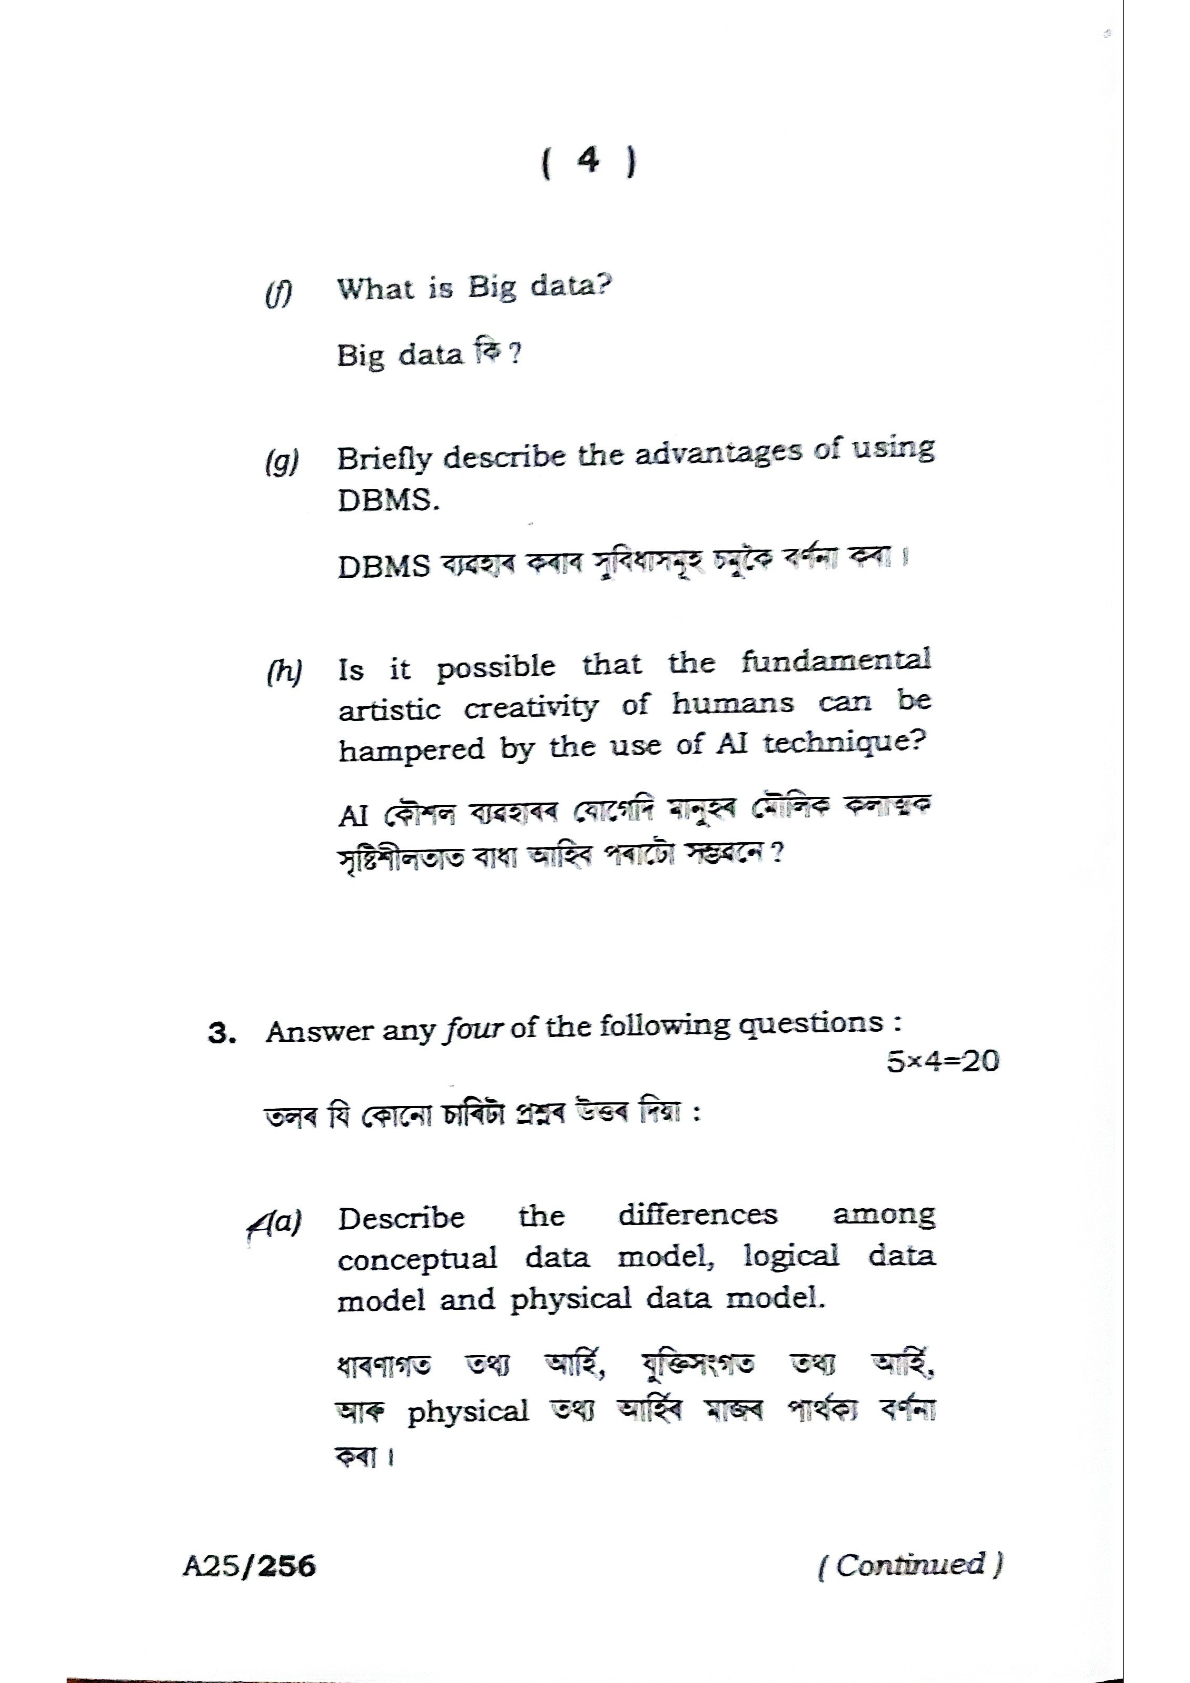 ( 4 )
(f) What is Big data?
Big data কি ?
(g) Briefly describe the advantages of using
DBMS.
DBMS ব্যৱহাৰ কৰাৰ সুবিধাসমূহ চমুকৈ বৰ্ণনা কৰা ।
(h) Is it possible that the fundamental
artistic creativity of humans can be
hampered by the use of AI technique?
AI কৌশল ব্যৱহাৰৰ যোগেদি মানুহৰ মৌলিক কলাত্মক
সৃষ্টিশীলতাত বাধা আহিব পৰাটো সম্ভৱনে ?
3. Answer any four of the following questions :
5×4=20
তলৰ যি কোনো চাৰিটা প্ৰশ্নৰ উত্তৰ দিয়া :
(a) Describe the differences among
conceptual data model, logical data
model and physical data model.
ধাৰণাগত তথ্য আৰ্হি, যুক্তিসংগত তথ্য আৰ্হি,
আৰু physical তথ্য আৰ্হিৰ মাজৰ পাৰ্থক্য বৰ্ণনা
কৰা ।
A25/256 ( Continued )